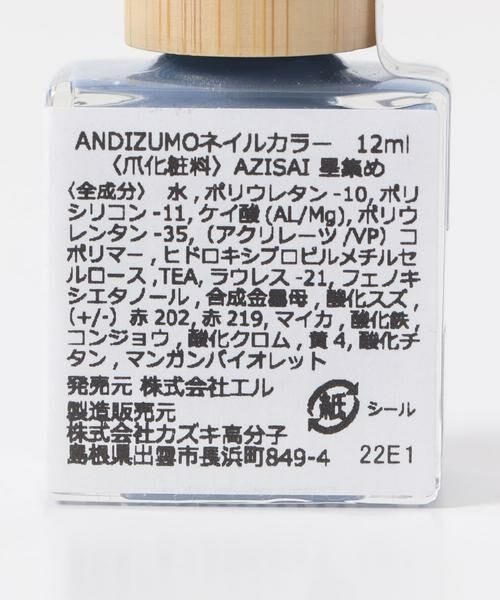 ANDIZUMOネイルカラー 12ml
〈爪化粧料〉AZISAI 墨集め
〈全成分〉 水 , ポリウレタン-10, ポリ
シリコン-11, ケイ酸 (AL/Mg), ポリウ
レンタン-35, (アクリレーツ/VP) コ
ポリマー, ヒドロキシプロピルメチルセ
ルロース ,TEA, ラウレス-21, フェノキ
シエタノール , 合成金雲母 , 酸化スズ ,
(+/-) 赤 202, 赤 219, マイカ , 酸化鉄 ,
コンジョウ , 酸化クロム , 黄 4, 酸化チ
タン , マンガンバイオレット
発売元 株式会社エル
製造販売元
株式会社カズキ高分子
島根県出雲市長浜町849-4
紙 シール
22E1